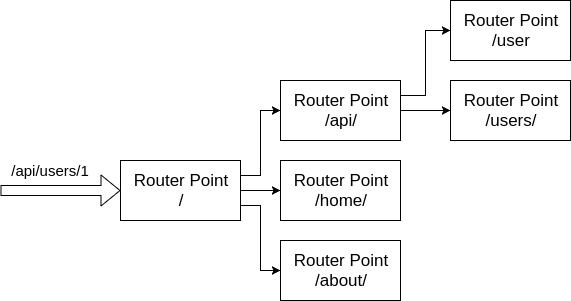 Router Point
/user
Router Point
/api/
Router Point
/users/
/api/users/1
Router Point
/
Router Point
/home/
Router Point
/about/